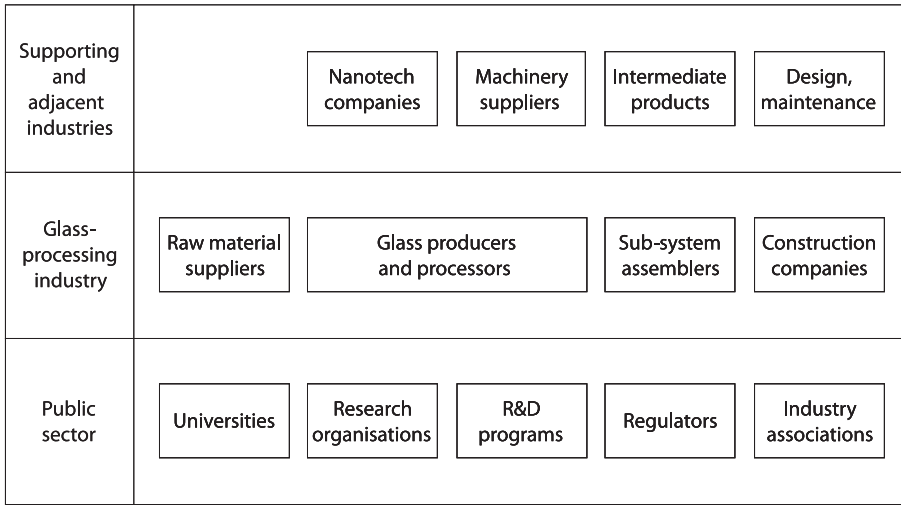 Supporting
and
adjacent
industries
Nanotech
companies
Machinery
suppliers
Intermediate
products
Design,
maintenance
Glass-
processing
industry
Raw material
suppliers
Glass producers
and processors
Sub-system
assemblers
Construction
companies
Public
sector
Universities
Research
organisations
R&D
programs
Regulators
Industry
associations